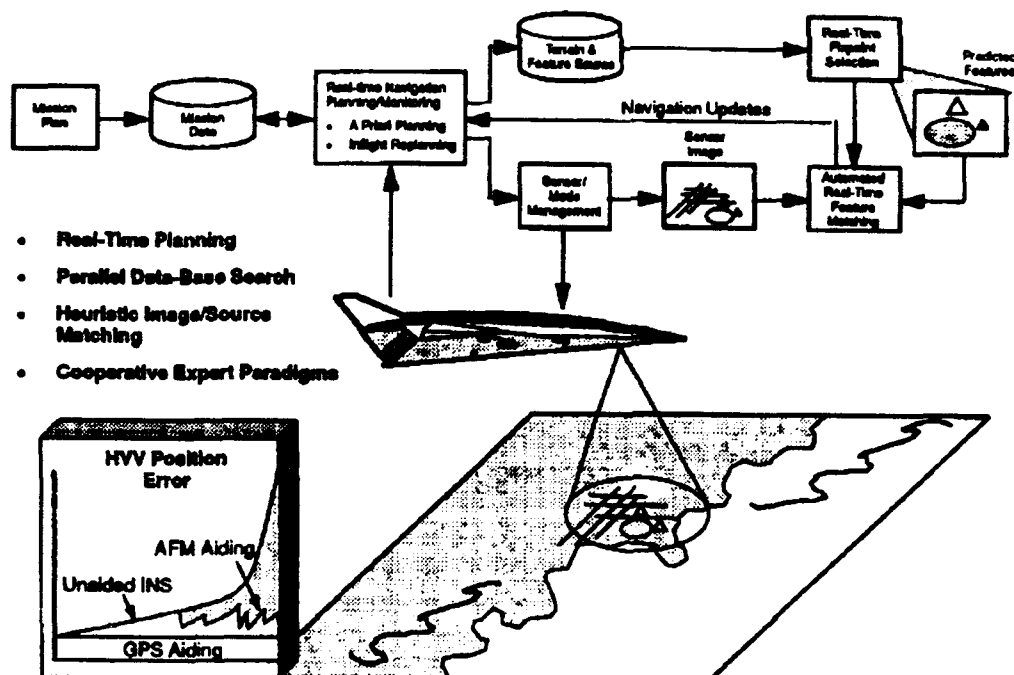 Mission
Plan
Mission
Data
Real-time Navigation
Planning/Monitoring
• A Priori Planning
• Inflight Replanning
Terrain &
Feature Source
Real-Time
Pinpoint
Selection
Predicted
Features
Navigation Updates
Sensor
Image
Sensor/
Mode
Management
Automated
Real-Time
Feature
Matching
• Real-Time Planning
• Parallel Data-Base Search
• Heuristic Image/Source
Matching
• Cooperative Expert Paradigms
HVV Position
Error
AFM Aiding
Unaided INS
GPS Aiding